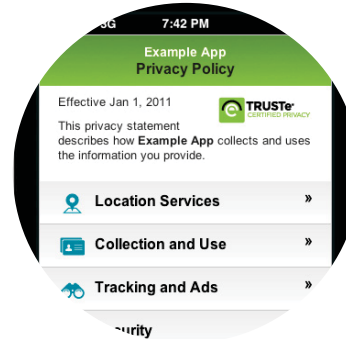 3G 7:42 PM
Example App
Privacy Policy
Effective Jan 1, 2011
TRUSTe
CERTIFIED PRIVACY
This privacy statement
describes how Example App collects and uses
the information you provide.
Location Services »
Collection and Use »
Tracking and Ads »
urity